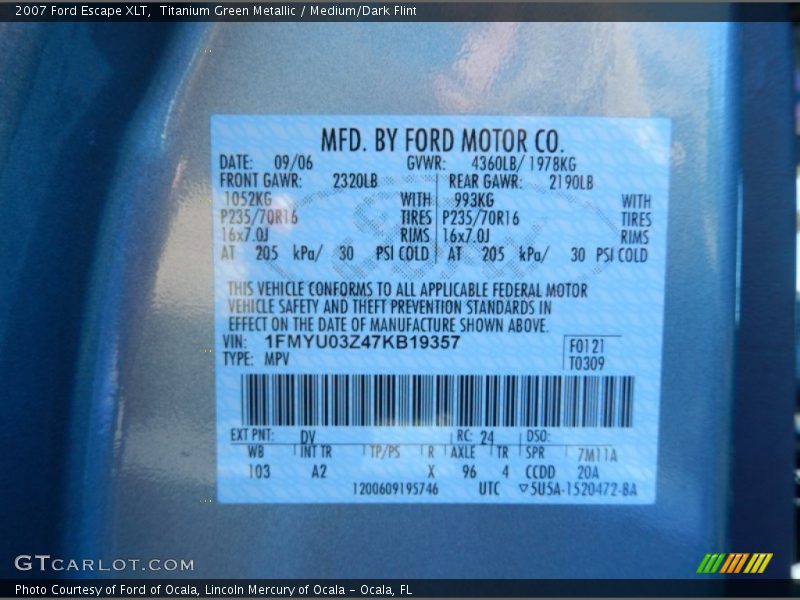 2007 Ford Escape XLT,  Titanium Green Metallic / Medium/Dark Flint
MFD. BY FORD MOTOR CO.
DATE: 09/06 GVWR: 4360LB/ 1978KG
FRONT GAWR: 2320LB REAR GAWR: 2190LB
1052KG WITH 993KG WITH
P235/70R16 TIRES P235/70R16 TIRES
16x7.0J RIMS 16x7.0J RIMS
AT 205 kPa/ 30 PSI COLD AT 205 kPa/ 30 PSI COLD
THIS VEHICLE CONFORMS TO ALL APPLICABLE FEDERAL MOTOR
VEHICLE SAFETY AND THEFT PREVENTION STANDARDS IN
EFFECT ON THE DATE OF MANUFACTURE SHOWN ABOVE.
VIN: 1FMYU03Z47KB19357 F0121
TYPE: MPV T0309
EXT PNT: DV RC: 24 DSO:
WB INT TR TP/PS R AXLE TR SPR 7M11A
103 A2 X 96 4 CCDD 20A
1200609195746 UTC ▽5U5A-1520472-BA
GTCARLOT.COM
Photo Courtesy of Ford of Ocala, Lincoln Mercury of Ocala - Ocala, FL